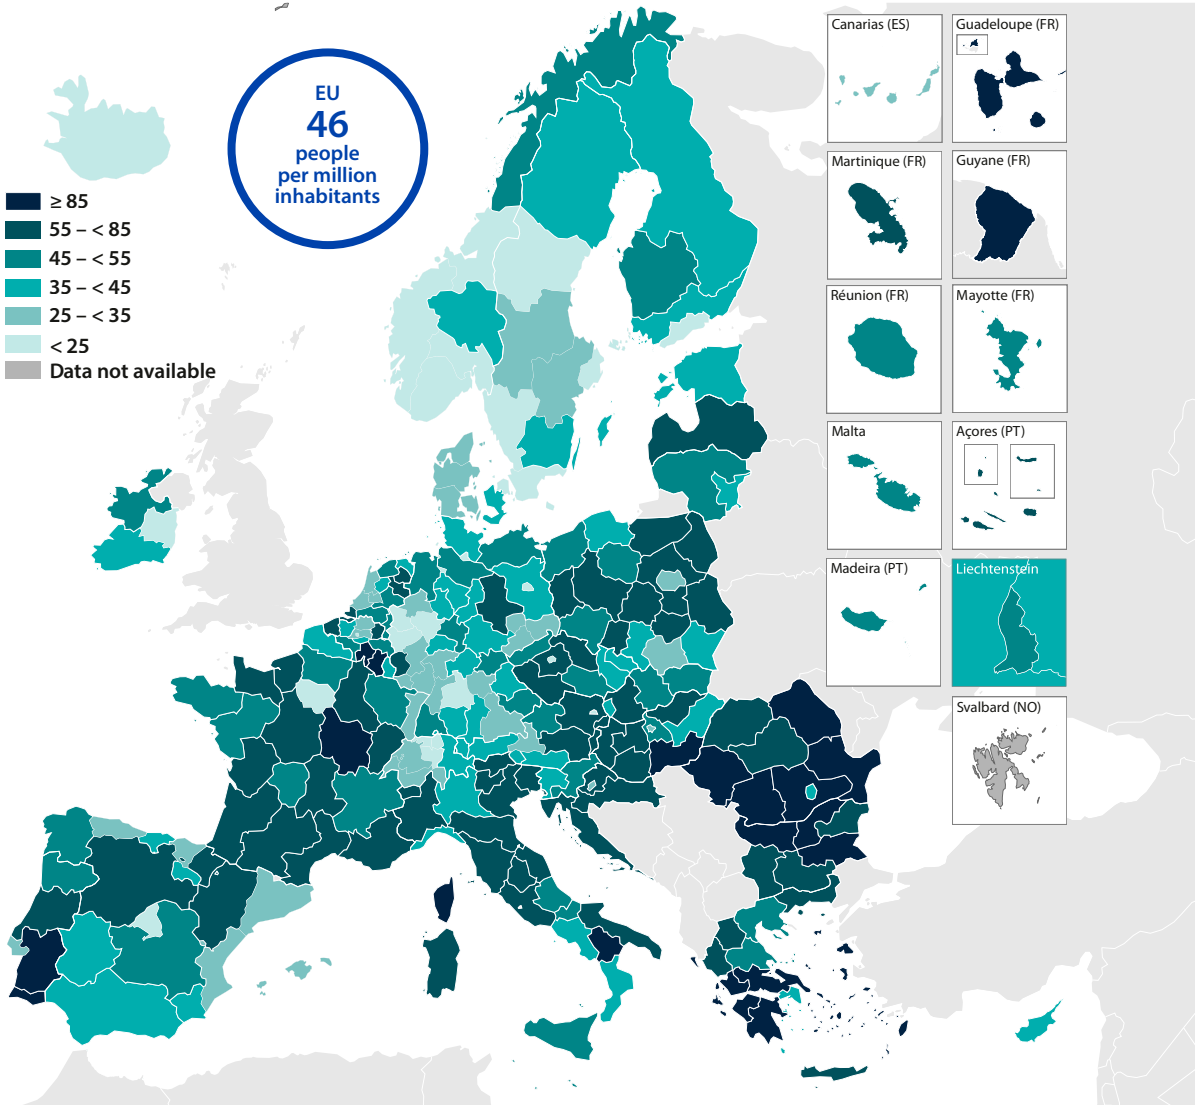 EU
46
people
per million
inhabitants
≥ 85
55 – < 85
45 – < 55
35 – < 45
25 – < 35
< 25
Data not available
Canarias (ES)
Guadeloupe (FR)
Martinique (FR)
Guyane (FR)
Réunion (FR)
Mayotte (FR)
Malta
Açores (PT)
Madeira (PT)
Liechtenstein
Svalbard (NO)